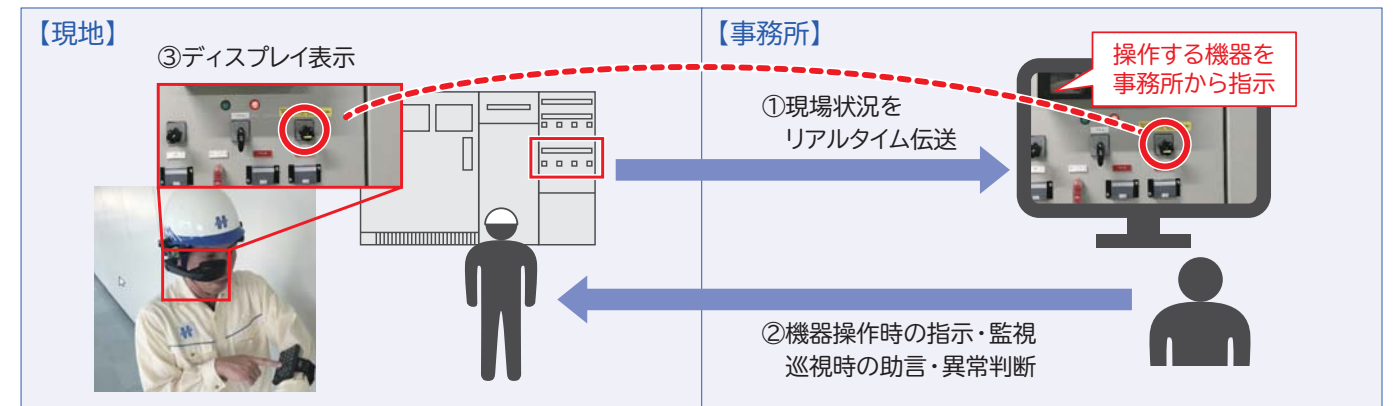 【現地】
③ディスプレイ表示
【事務所】
操作する機器を
事務所から指示
①現場状況を
リアルタイム伝送
②機器操作時の指示・監視
巡視時の助言・異常判断